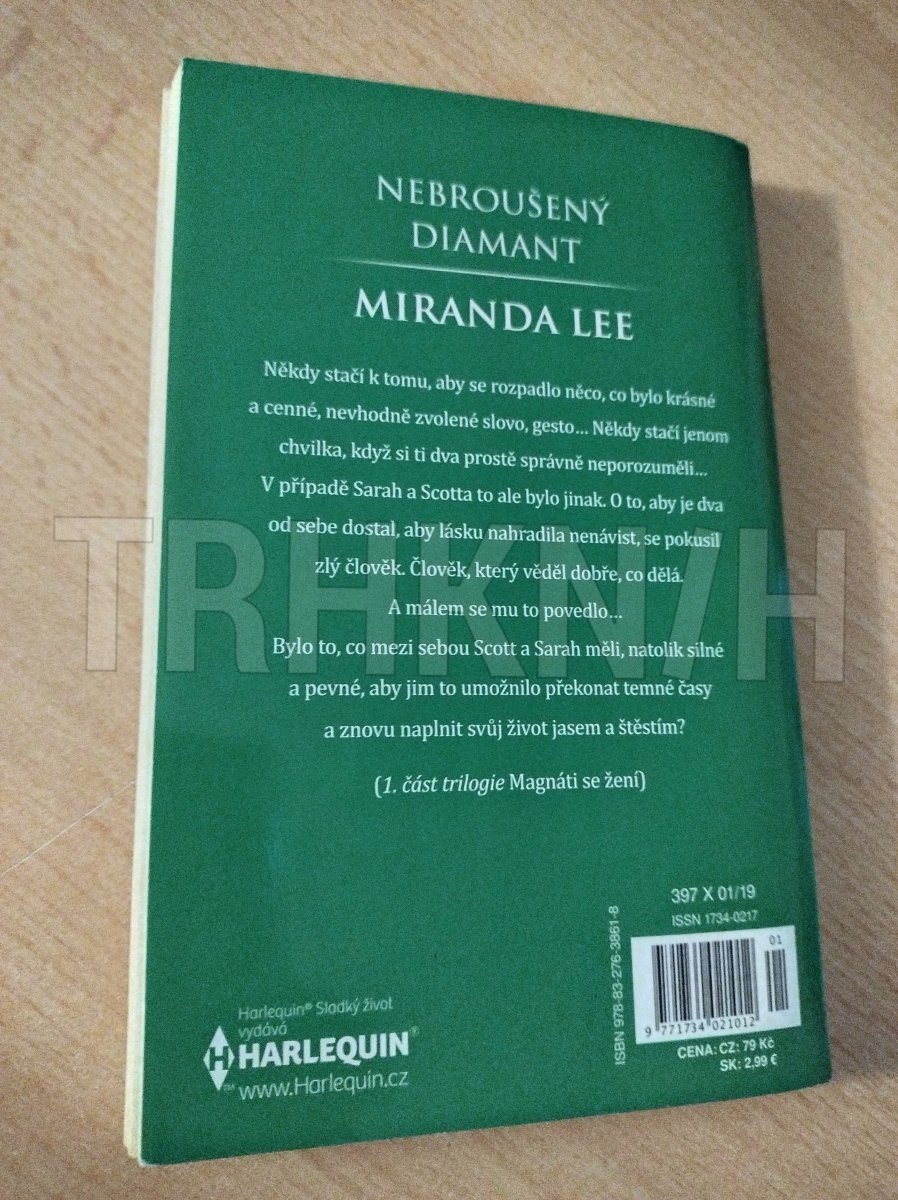 NEBROUŠENÝ
DIAMANT
MIRANDA LEE
Někdy stačí k tomu, aby se rozpadlo něco, co bylo krásné
a cenné, nevhodně zvolené slovo, gesto... Někdy stačí jenom
chvilka, když si ti dva prostě správně neporozuměli...
V případě Sarah a Scotta to ale bylo jinak. O to, aby je dva
od sebe dostal, aby lásku nahradila nenávist, se pokusil
zlý člověk. Člověk, který věděl dobře, co dělá.
A málem se mu to povedlo...
Bylo to, co mezi sebou Scott a Sarah měli, natolik silné
a pevné, aby jim to umožnilo překonat temné časy
a znovu naplnit svůj život jasem a štěstím?
(1. část trilogie Magnáti se žení)
397 X 01/19
ISSN 1734-0217
01
ISBN 978-83-276-3861-8
9 771734 021012
CENA: CZ: 79 Kč
SK: 2,99 €
Harlequin® Sladký život
vydává
HARLEQUIN®
™ www.Harlequin.cz
TRHKNIH